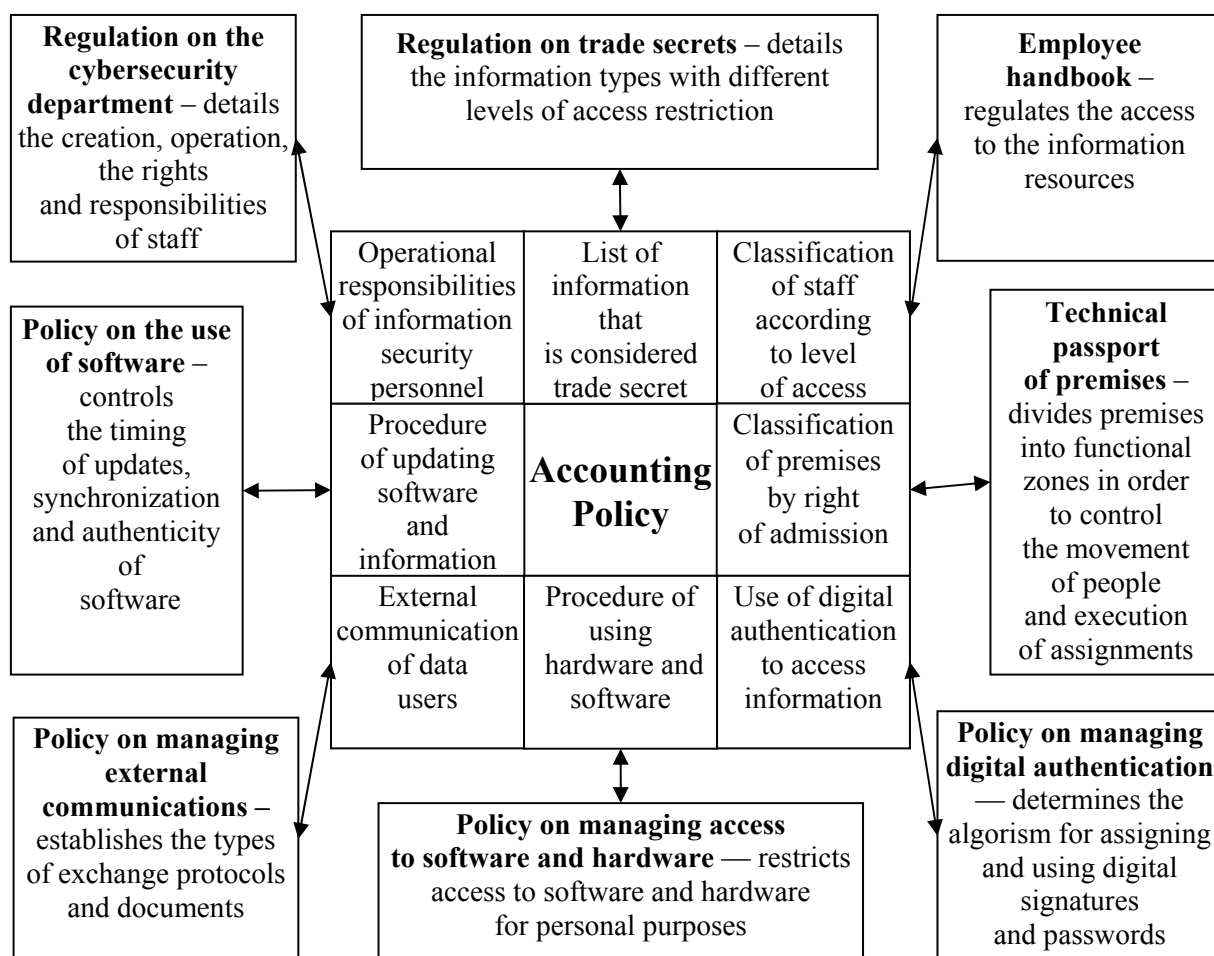 Regulation on the
cybersecurity
department – details
the creation, operation,
the rights
and responsibilities
of staff
Regulation on trade secrets – details
the information types with different
levels of access restriction
Employee
handbook –
regulates the access
to the information
resources
Operational
responsibilities
of information
security
personnel
List of
information
that
is considered
trade secret
Classification
of staff
according
to level
of access
Policy on the use
of software –
controls
the timing
of updates,
synchronization
and authenticity
of
software
Procedure
of updating
software
and
information
Accounting
Policy
Classification
of premises
by right
of admission
Technical
passport
of premises –
divides premises
into functional
zones in order
to control
the movement
of people
and execution
of assignments
External
communication
of data
users
Procedure of
using
hardware and
software
Use of digital
authentication
to access
information
Policy on managing
external
communications –
establishes the types
of exchange protocols
and documents
Policy on managing access
to software and hardware — restricts
access to software and hardware
for personal purposes
Policy on managing
digital authentication
— determines the
algorism for assigning
and using digital
signatures
and passwords